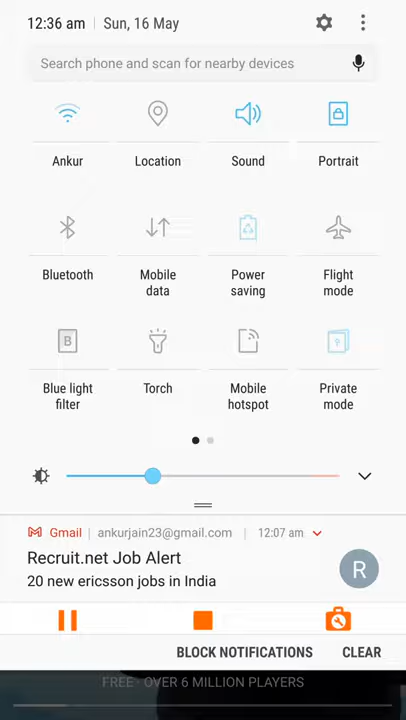 12:36 am | Sun, 16 May
Search phone and scan for nearby devices
Ankur
Location
Sound
Portrait
Bluetooth
Mobile
data
Power
saving
Flight
mode
B
Blue light
filter
Torch
Mobile
hotspot
Private
mode
Gmail | ankurjain23@gmail.com | 12:07 am
Recruit.net Job Alert
20 new ericsson jobs in India
R
BLOCK NOTIFICATIONS CLEAR
FREE · OVER 6 MILLION PLAYERS